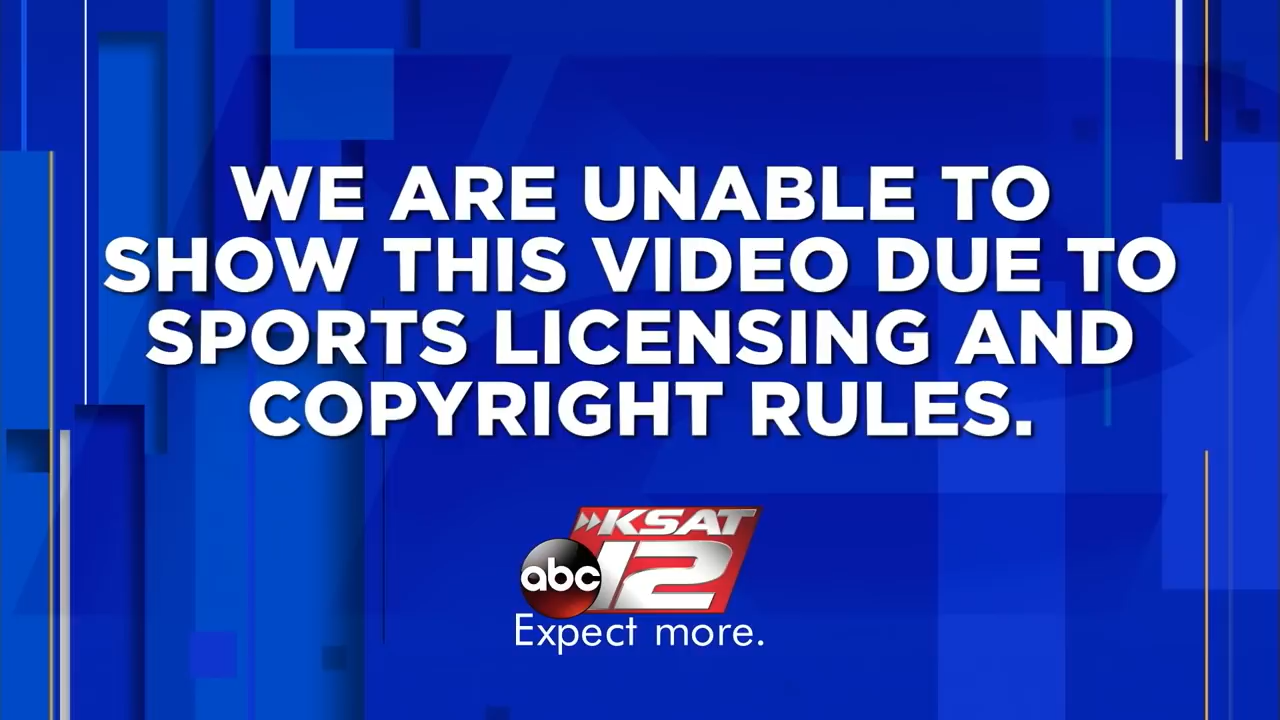 WE ARE UNABLE TO
SHOW THIS VIDEO DUE TO
SPORTS LICENSING AND
COPYRIGHT RULES.
KSAT
abc 12
Expect more.